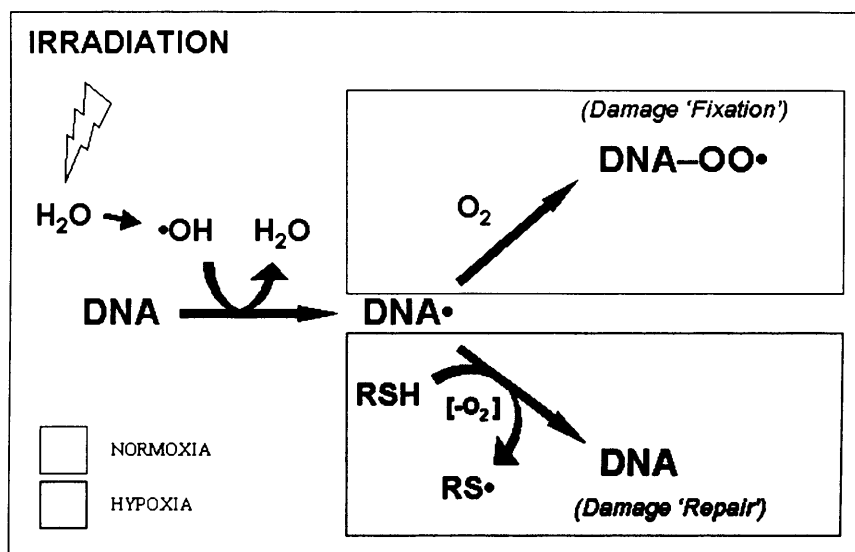 IRRADIATION
(Damage 'Fixation')
DNA–OO•
O₂
H₂O
•OH
H₂O
DNA
DNA•
RSH
[-O₂]
RS•
DNA
(Damage 'Repair')
NORMOXIA
HYPOXIA